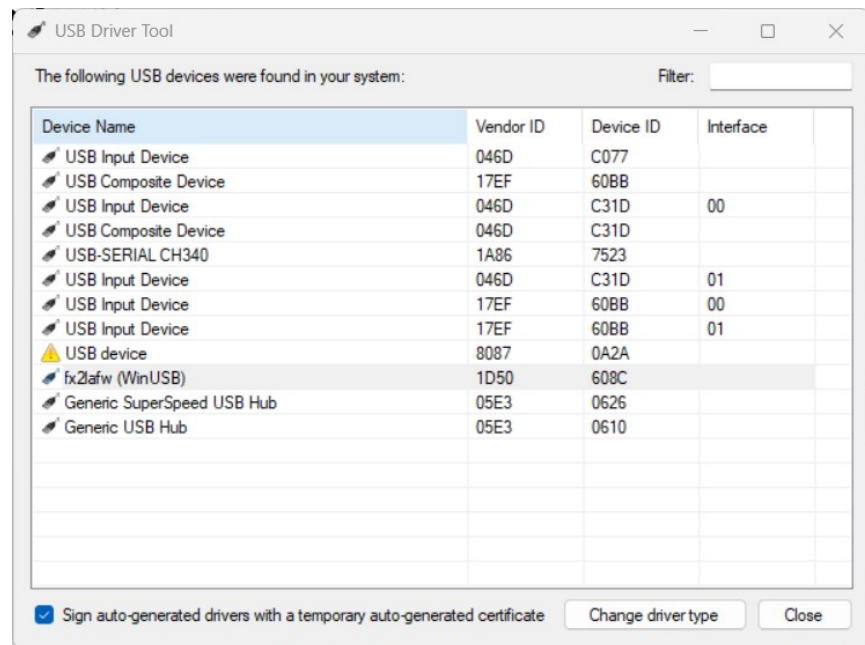 USB Driver Tool
The following USB devices were found in your system: Filter:
Device Name Vendor ID Device ID Interface
USB Input Device 046D C077
USB Composite Device 17EF 60BB
USB Input Device 046D C31D 00
USB Composite Device 046D C31D
USB-SERIAL CH340 1A86 7523
USB Input Device 046D C31D 01
USB Input Device 17EF 60BB 00
USB Input Device 17EF 60BB 01
USB device 8087 0A2A
fx2lafw (WinUSB) 1D50 608C
Generic SuperSpeed USB Hub 05E3 0626
Generic USB Hub 05E3 0610
Sign auto-generated drivers with a temporary auto-generated certificate Change driver type Close